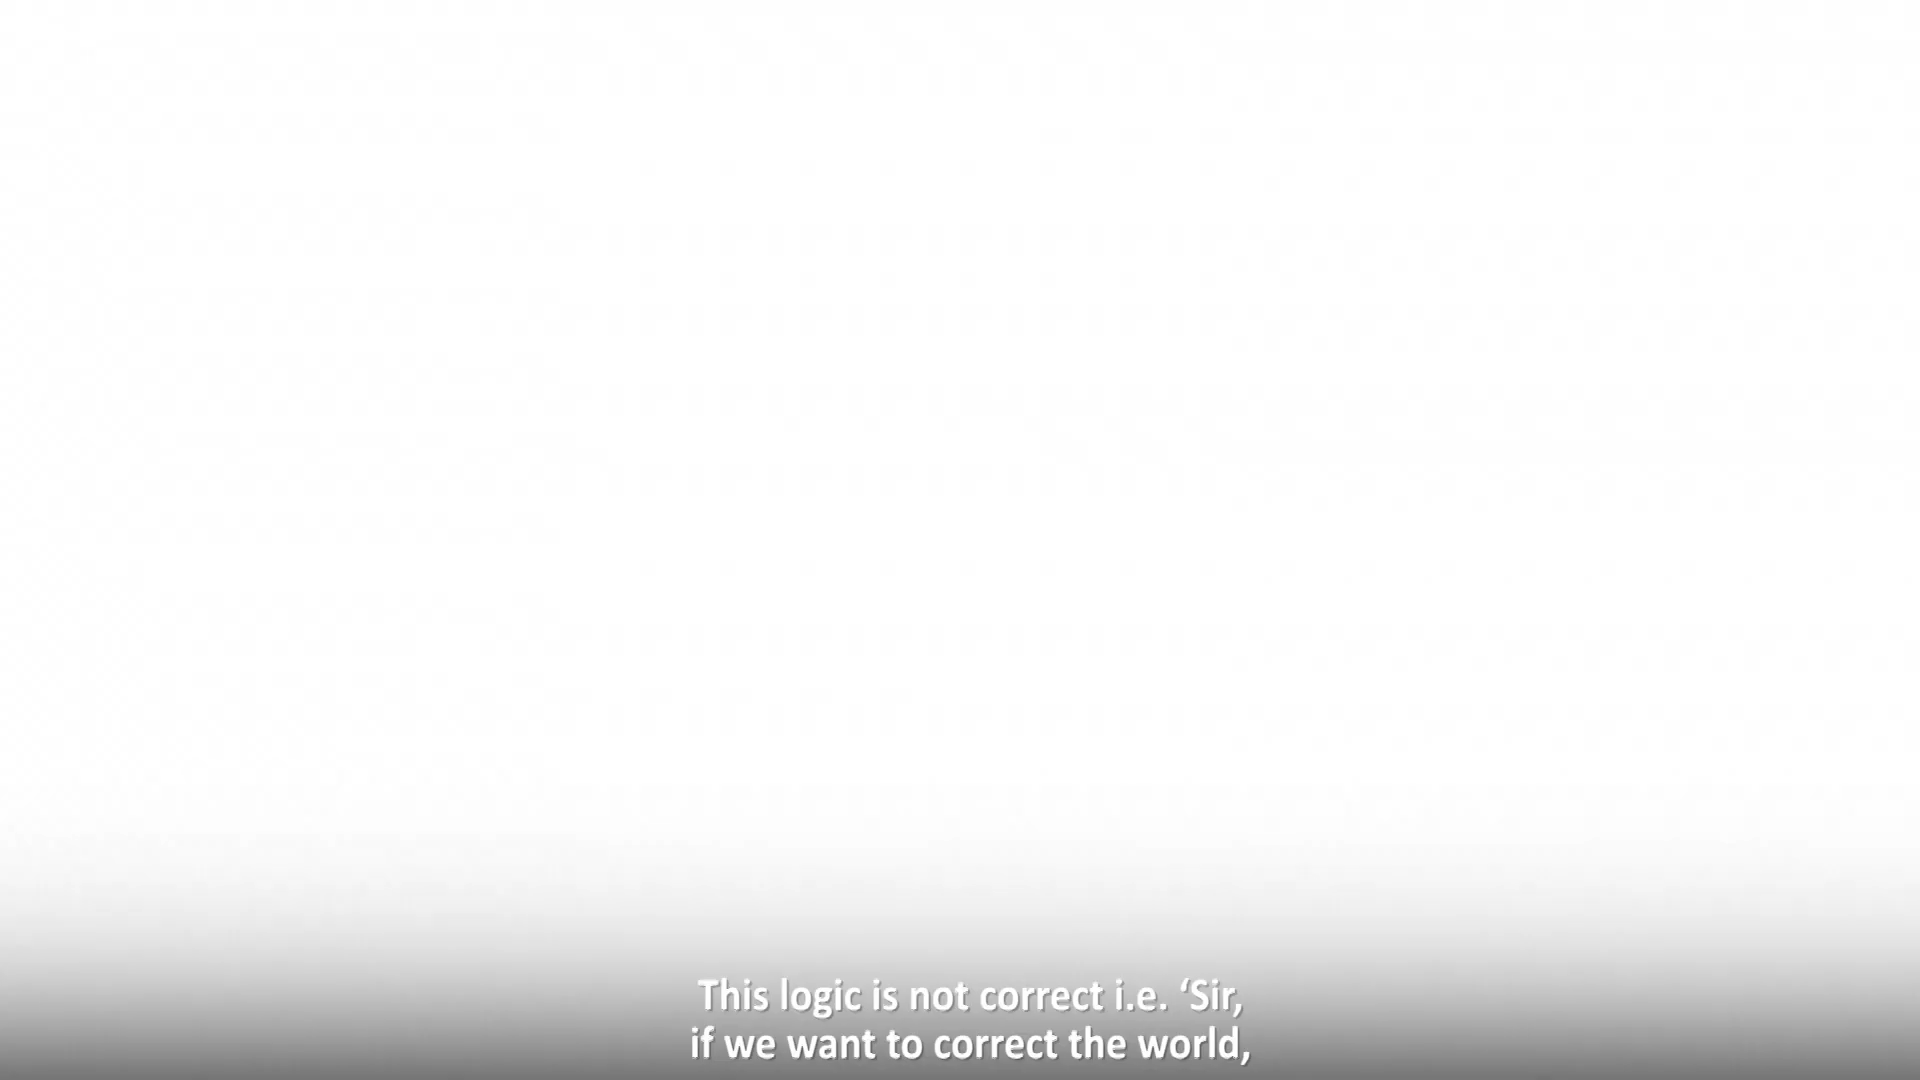 This logic is not correct i.e. ‘Sir,
if we want to correct the world,